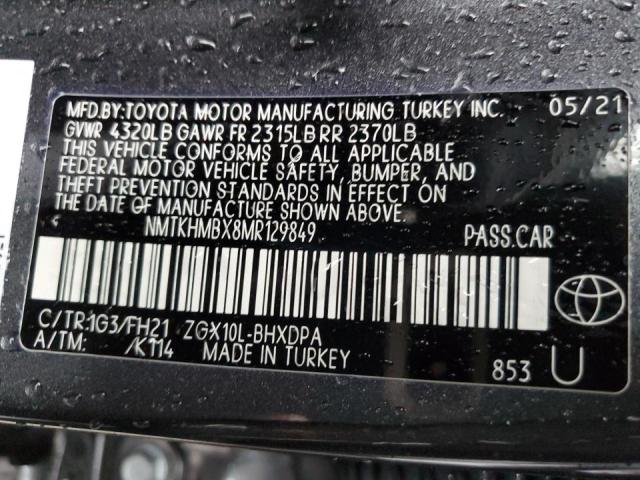 MFD.BY:TOYOTA MOTOR MANUFACTURING TURKEY INC. 05/21
GVWR 4320LB GAWR FR 2315LB RR 2370LB
THIS VEHICLE CONFORMS TO ALL APPLICABLE
FEDERAL MOTOR VEHICLE SAFETY, BUMPER, AND
THEFT PREVENTION STANDARDS IN EFFECT ON
THE DATE OF MANUFACTURE SHOWN ABOVE.
NMTKHMBX8MR129849 PASS.CAR
C/TR:1G3/FH21 ZGX10L-BHXDPA
A/TM: /K114 MADE IN TURKEY
853 U